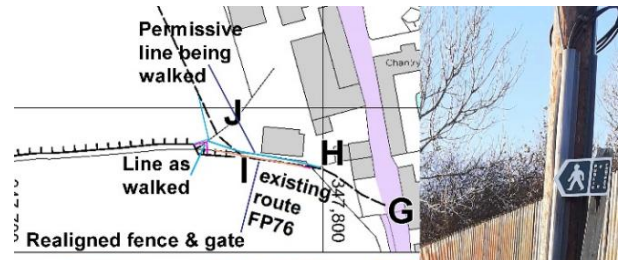 Permissive
line being
walked
Chantry
J
H
Line as
walked
I
existing
route
FP76
347,800
G
Realigned fence & gate